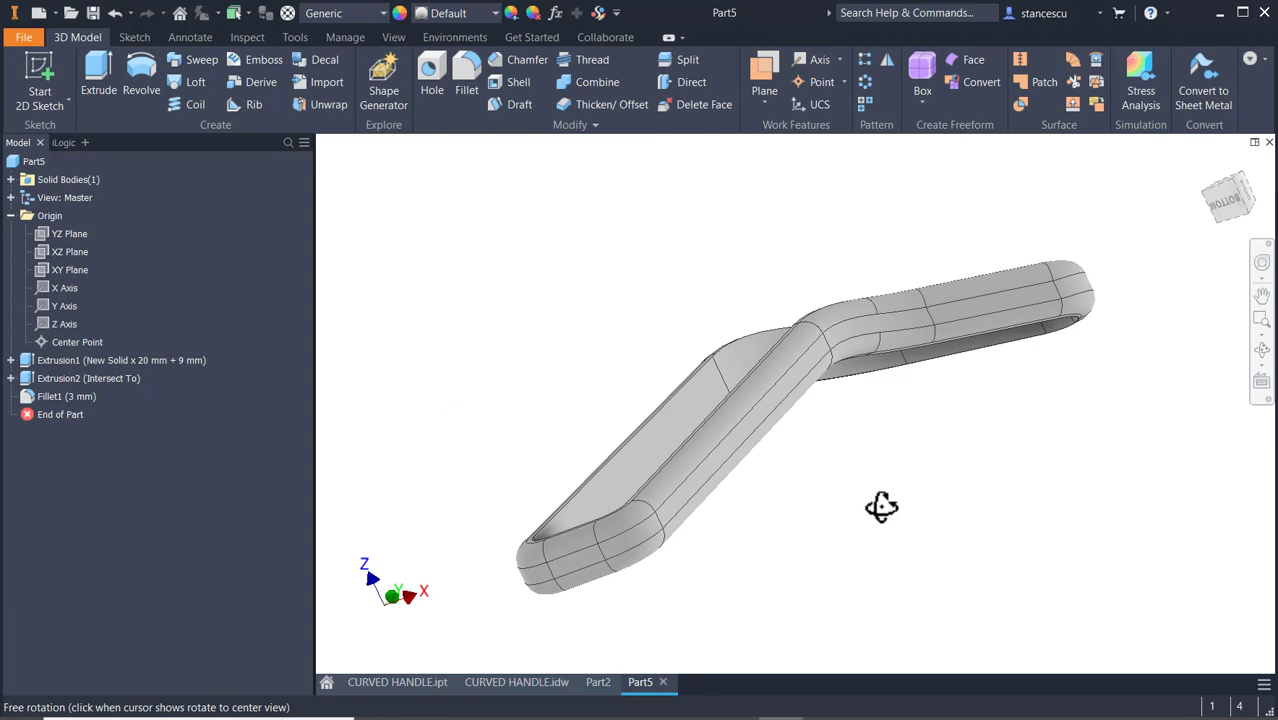 Generic Default Part5 Search Help & Commands... stancescu
File 3D Model Sketch Annotate Inspect Tools Manage View Environments Get Started Collaborate
Start 2D Sketch
Sketch
Extrude Revolve Sweep Emboss Decal
Loft Derive Import
Coil Rib Unwrap
Create
Shape Generator
Explore
Hole Fillet Chamfer Thread Split
Shell Combine Direct
Draft Thicken/ Offset Delete Face
Modify
Plane Axis
Point
UCS
Work Features
Pattern
Box Face
Convert
Create Freeform
Patch
Surface
Stress Analysis
Simulation
Convert to Sheet Metal
Convert
Model iLogic
Part5
Solid Bodies(1)
View: Master
Origin
YZ Plane
XZ Plane
XY Plane
X Axis
Y Axis
Z Axis
Center Point
Extrusion1 (New Solid x 20 mm + 9 mm)
Extrusion2 (Intersect To)
Fillet1 (3 mm)
End of Part
BOTTOM
Z
Y
X
CURVED HANDLE.ipt CURVED HANDLE.idw Part2 Part5
Free rotation (click when cursor shows rotate to center view) 1 4